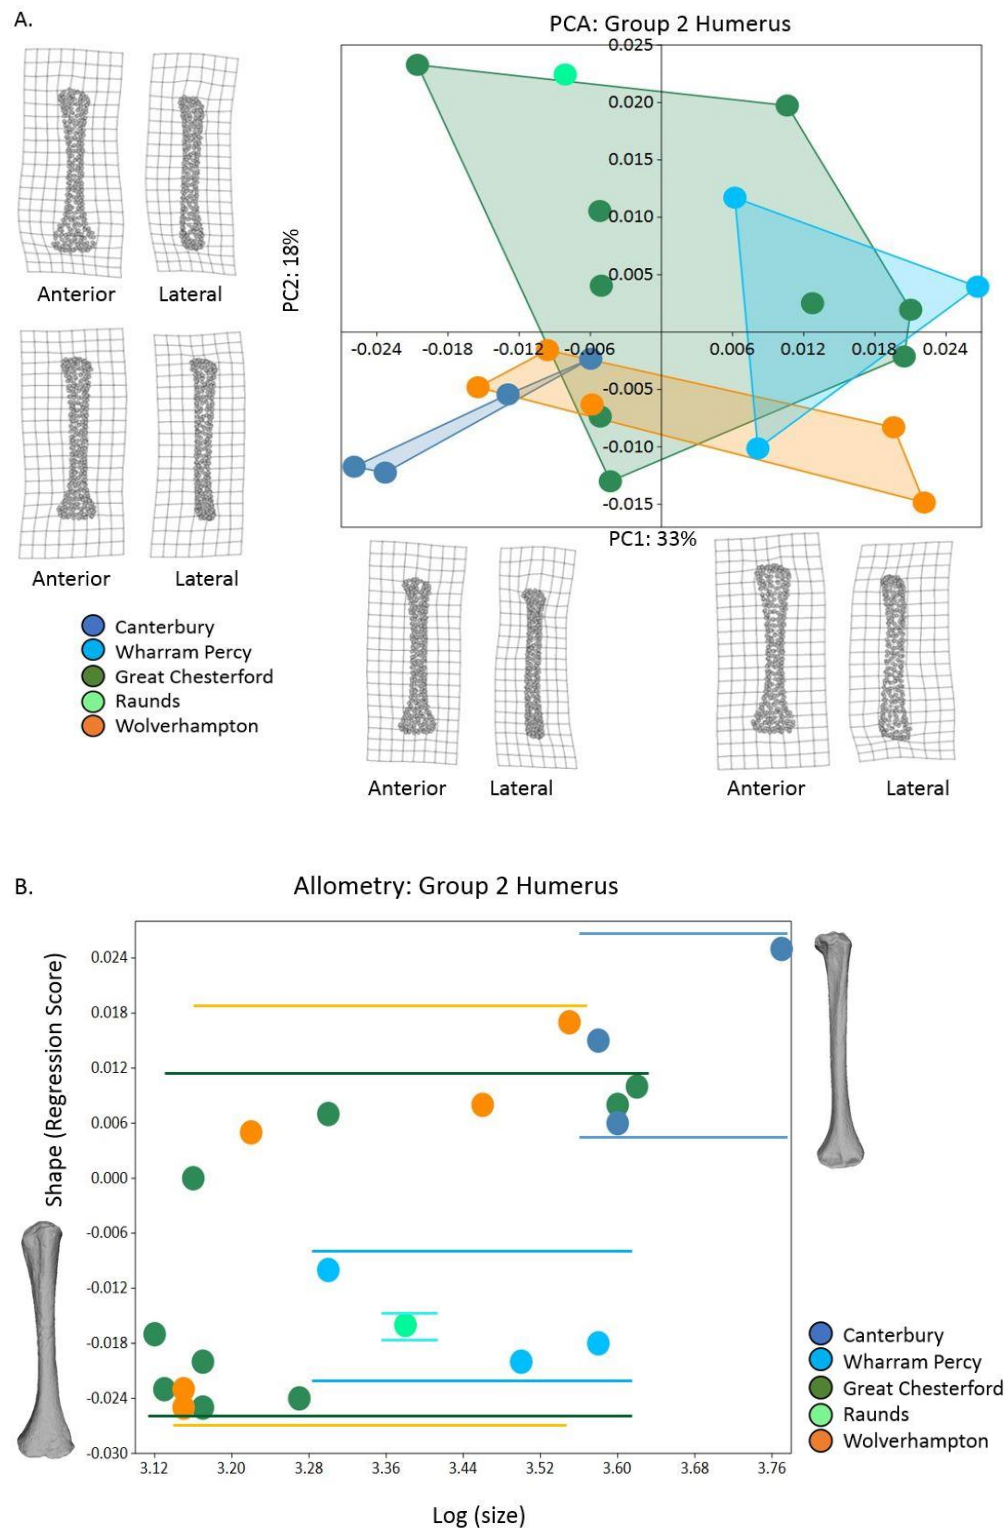 A.
PCA: Group 2 Humerus
0.025
0.020
0.015
0.010
0.005
-0.024 -0.018 -0.012 -0.006 0.006 0.012 0.018 0.024
-0.005
-0.010
-0.015
PC2: 18%
PC1: 33%
Anterior Lateral
Anterior Lateral
Anterior Lateral Anterior Lateral
Canterbury
Wharram Percy
Great Chesterford
Raunds
Wolverhampton
B.
Allometry: Group 2 Humerus
Shape (Regression Score)
0.024
0.018
0.012
0.006
0.000
-0.006
-0.012
-0.018
-0.024
-0.030
3.12 3.20 3.28 3.36 3.44 3.52 3.60 3.68 3.76
Log (size)
Canterbury
Wharram Percy
Great Chesterford
Raunds
Wolverhampton